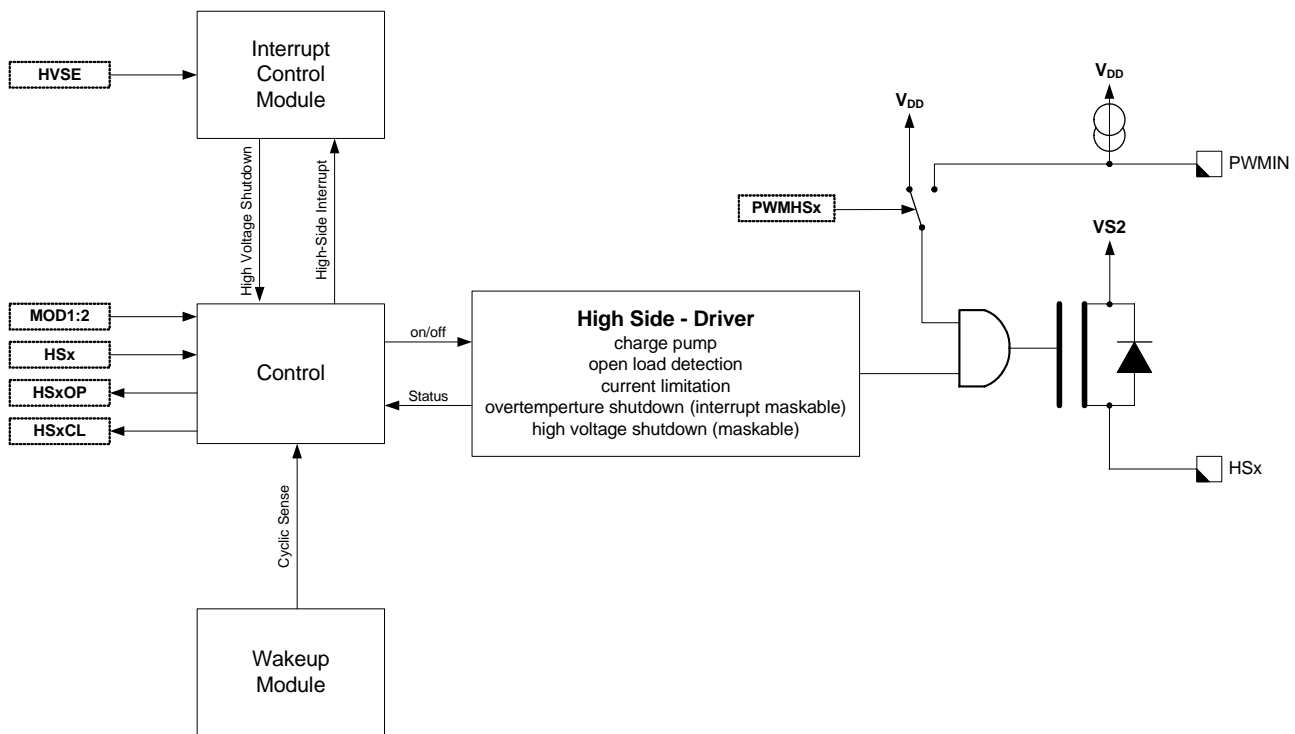 Interrupt
Control
Module
HVSE
High Voltage Shutdown
High-Side Interrupt
VDD
VDD
PWMIN
PWMHSx
VS2
MOD1:2
HSx
HSxOP
HSxCL
Control
on/off
Status
High Side - Driver
charge pump
open load detection
current limitation
overtemperture shutdown (interrupt maskable)
high voltage shutdown (maskable)
HSx
Cyclic Sense
Wakeup
Module